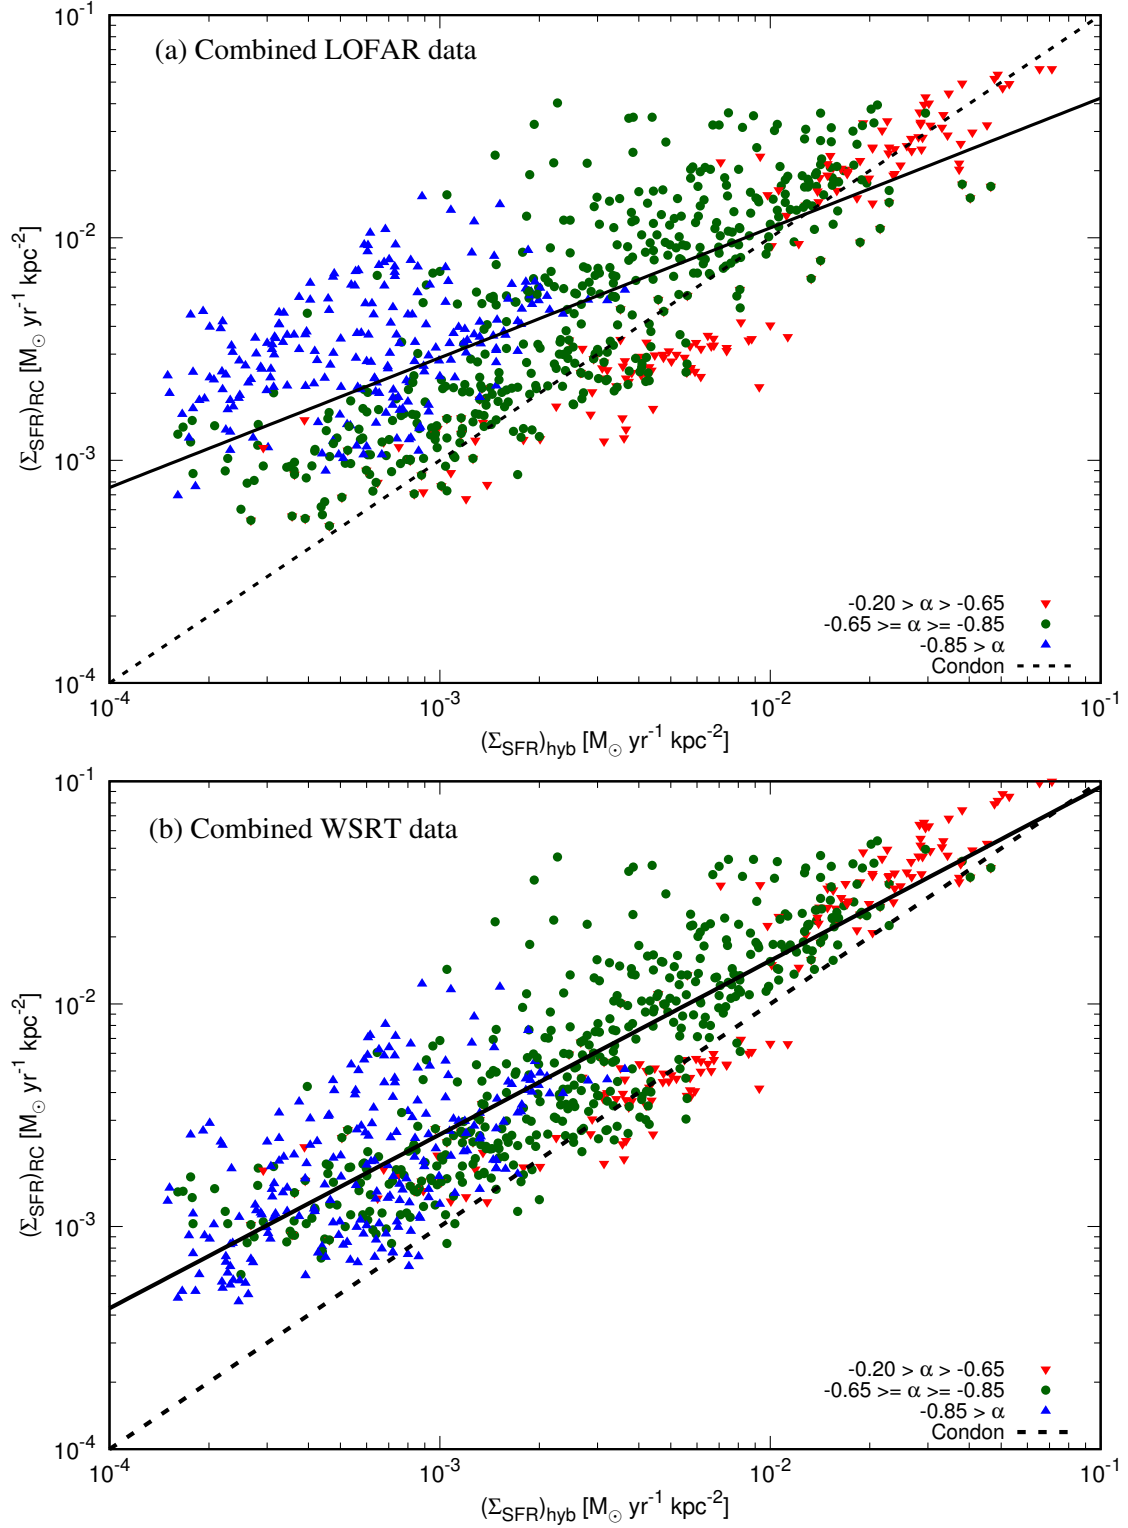 (a) Combined LOFAR data
10⁻¹
10⁻²
10⁻³
10⁻⁴
(Σ_SFR)_RC [M_⊙ yr⁻¹ kpc⁻²]
-0.20 > α > -0.65
-0.65 >= α >= -0.85
-0.85 > α
Condon
10⁻⁴ 10⁻³ 10⁻² 10⁻¹
(Σ_SFR)_hyb [M_⊙ yr⁻¹ kpc⁻²]
(b) Combined WSRT data
10⁻¹
10⁻²
10⁻³
10⁻⁴
(Σ_SFR)_RC [M_⊙ yr⁻¹ kpc⁻²]
-0.20 > α > -0.65
-0.65 >= α >= -0.85
-0.85 > α
Condon
10⁻⁴ 10⁻³ 10⁻² 10⁻¹
(Σ_SFR)_hyb [M_⊙ yr⁻¹ kpc⁻²]